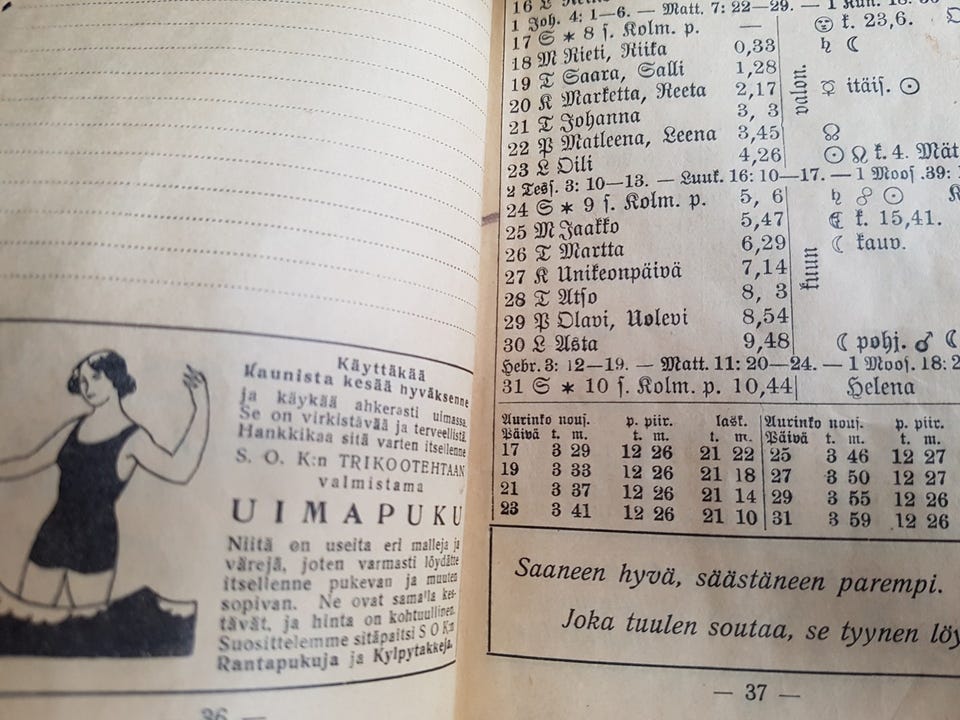 Käyttäkää
Kaunista kesää hyväksenne
ja käykää ahkerasti uimassa.
Se on virkistävää ja terveellistä.
Hankkikaa sitä varten itsellenne
S. O. K:n TRIKOOTEHTAAN
valmistama
UIMAPUKU
Niitä on useita eri malleja ja
värejä, joten varmasti löydätte
itsellenne pukevan ja muuten
sopivan. Ne ovat samalla kes-
tävät, ja hinta on kohtuullinen.
Suosittelemme sitäpaitsi S O K:n
Rantapukuja ja Kylpytakkeja.
— 36 —
16 L
1 Joh. 4: 1—6. — Matt. 7: 22—29. — 1 Kun. 18:
17 S * 8 s. Kolm. p. — k. 23,6.
18 M Rieti, Riika 0,33 ♄ ☾
19 T Saara, Salli 1,28
20 K Marketta, Reeta 2,17 valon. ☿ itäis. ☉
21 T Johanna 3, 3
22 P Matleena, Leena 3,45 ☊
23 L Oili 4,26 ☉ ☊ k. 4. Mät
2 Tess. 3: 10—13. — Luuk. 16: 10—17. — 1 Moos. 39:
24 S * 9 s. Kolm. p. 5, 6 ♄ ☍ ☉
25 M Jaakko 5,47 k. 15,41.
26 T Martta 6,29 ☾ kauv.
27 K Unikeonpäivä 7,14 kuun
28 T Atso 8, 3
29 P Olavi, Uolevi 8,54
30 L Asta 9,48 ☾ pohj. ♂ ☾
Hebr. 3: 12—19. — Matt. 11: 20—24. — 1 Moos. 18: 2
31 S * 10 s. Kolm. p. 10,44 Helena
Aurinko nous. p. piir. lask. Aurinko nous. p. piir.
Päivä t. m. t. m. t. m. Päivä t. m. t. m.
17 3 29 12 26 21 22 25 3 46 12 27
19 3 33 12 26 21 18 27 3 50 12 27
21 3 37 12 26 21 14 29 3 55 12 26
23 3 41 12 26 21 10 31 3 59 12 26
Saaneen hyvä, säästäneen parempi.
Joka tuulen soutaa, se tyynen löy
— 37 —